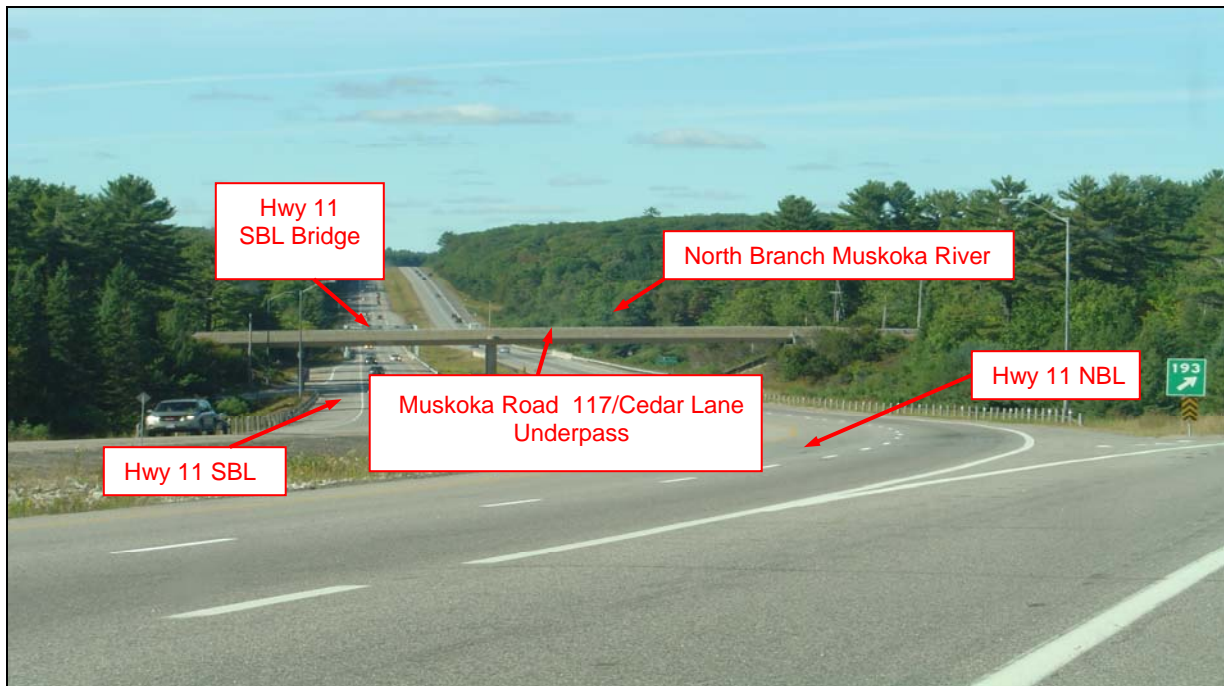 Hwy 11
SBL Bridge
North Branch Muskoka River
193
Hwy 11 NBL
Muskoka Road 117/Cedar Lane
Underpass
Hwy 11 SBL